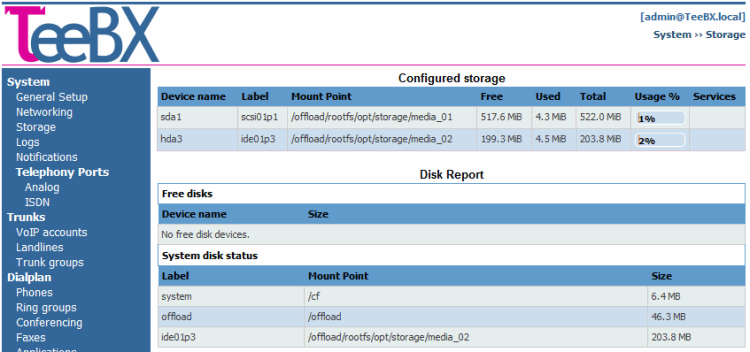 TeeBX
[admin@TeeBX.local]
System ›› Storage
System
General Setup
Networking
Storage
Logs
Notifications
Telephony Ports
Analog
ISDN
Trunks
VoIP accounts
Landlines
Trunk groups
Dialplan
Phones
Ring groups
Conferencing
Faxes
Applications
Configured storage
Device name Label Mount Point Free Used Total Usage % Services
sda1 scsi01p1 /offload/rootfs/opt/storage/media_01 517.6 MiB 4.3 MiB 522.0 MiB 1%
hda3 ide01p3 /offload/rootfs/opt/storage/media_02 199.3 MiB 4.5 MiB 203.8 MiB 2%
Disk Report
Free disks
Device name Size
No free disk devices.
System disk status
Label Mount Point Size
system /cf 6.4 MB
offload /offload 46.3 MB
ide01p3 /offload/rootfs/opt/storage/media_02 203.8 MB